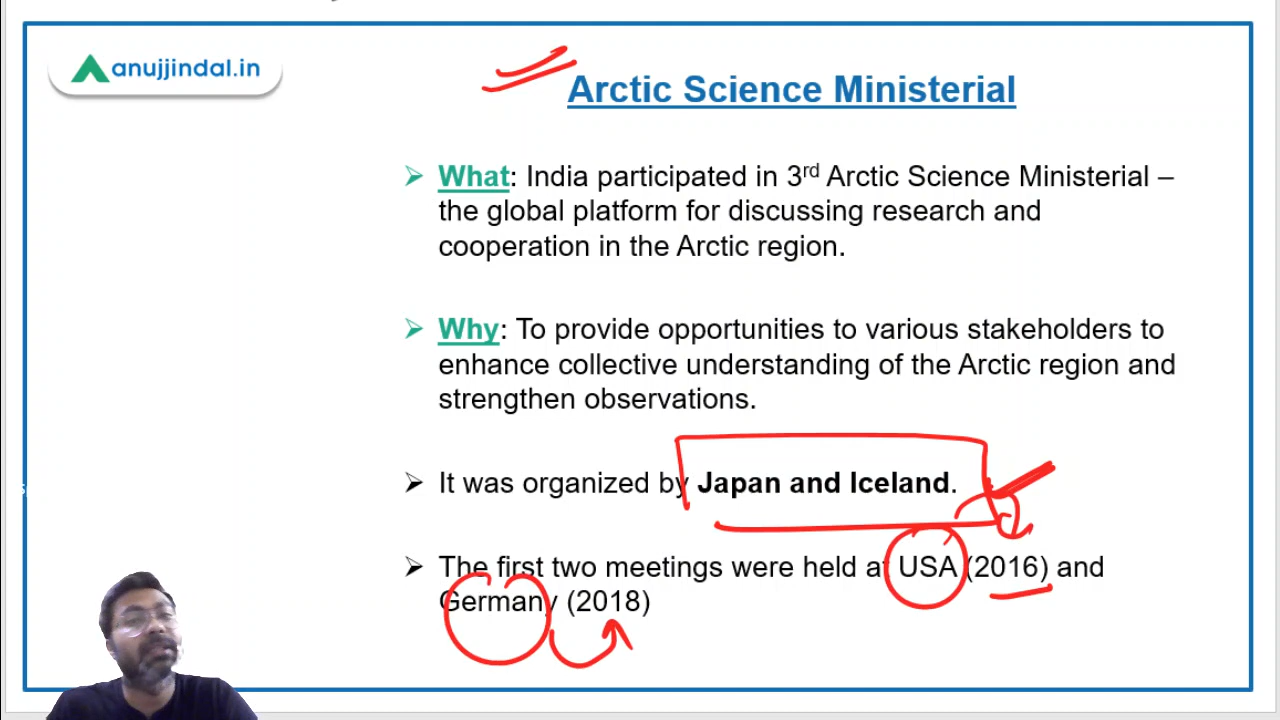 anujjindal.in
Arctic Science Ministerial
➢ What: India participated in 3rd Arctic Science Ministerial –
the global platform for discussing research and
cooperation in the Arctic region.
➢ Why: To provide opportunities to various stakeholders to
enhance collective understanding of the Arctic region and
strengthen observations.
➢ It was organized by Japan and Iceland.
➢ The first two meetings were held at USA (2016) and
Germany (2018)